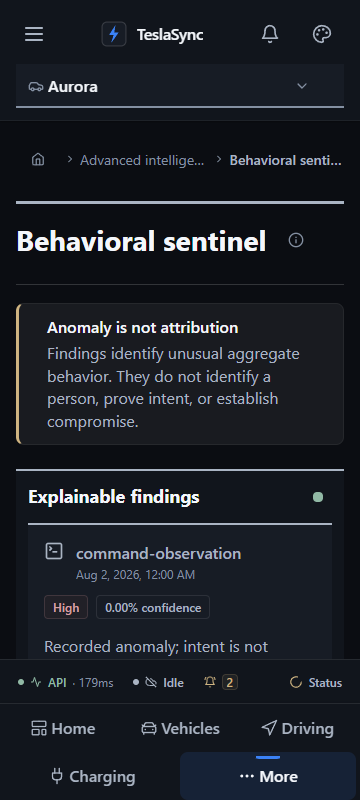 TeslaSync
Aurora
Advanced intellige... Behavioral senti...
Behavioral sentinel
Anomaly is not attribution
Findings identify unusual aggregate
behavior. They do not identify a
person, prove intent, or establish
compromise.
Explainable findings
command-observation
Aug 2, 2026, 12:00 AM
High 0.00% confidence
Recorded anomaly; intent is not
API · 179ms Idle 2 Status
Home Vehicles Driving
Charging More